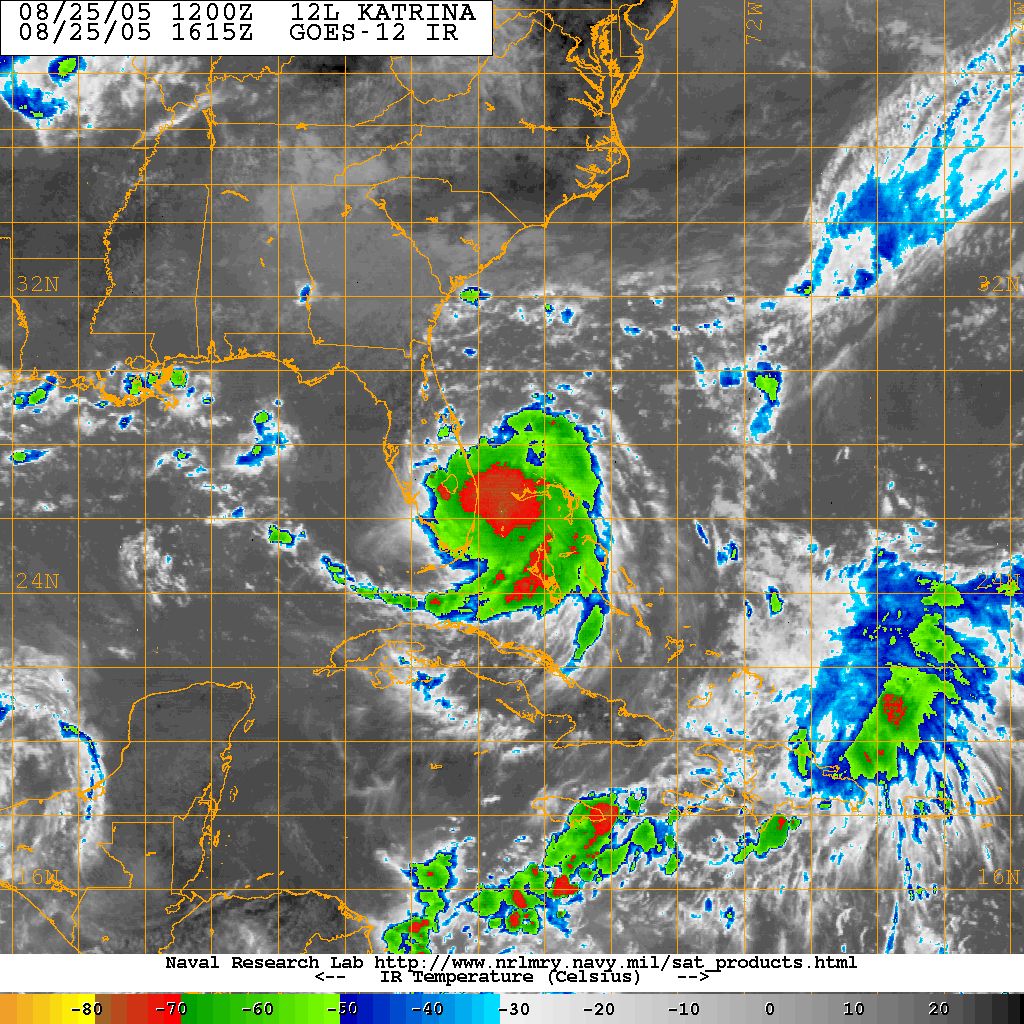 08/25/05 1200Z 12L KATRINA
08/25/05 1615Z GOES-12 IR
72W
32N 32N
24N 24N
16N 16N
Naval Research Lab http://www.nrlmry.navy.mil/sat_products.html
<-- IR Temperature (Celsius) -->
-80 -70 -60 -50 -40 -30 -20 -10 0 10 20